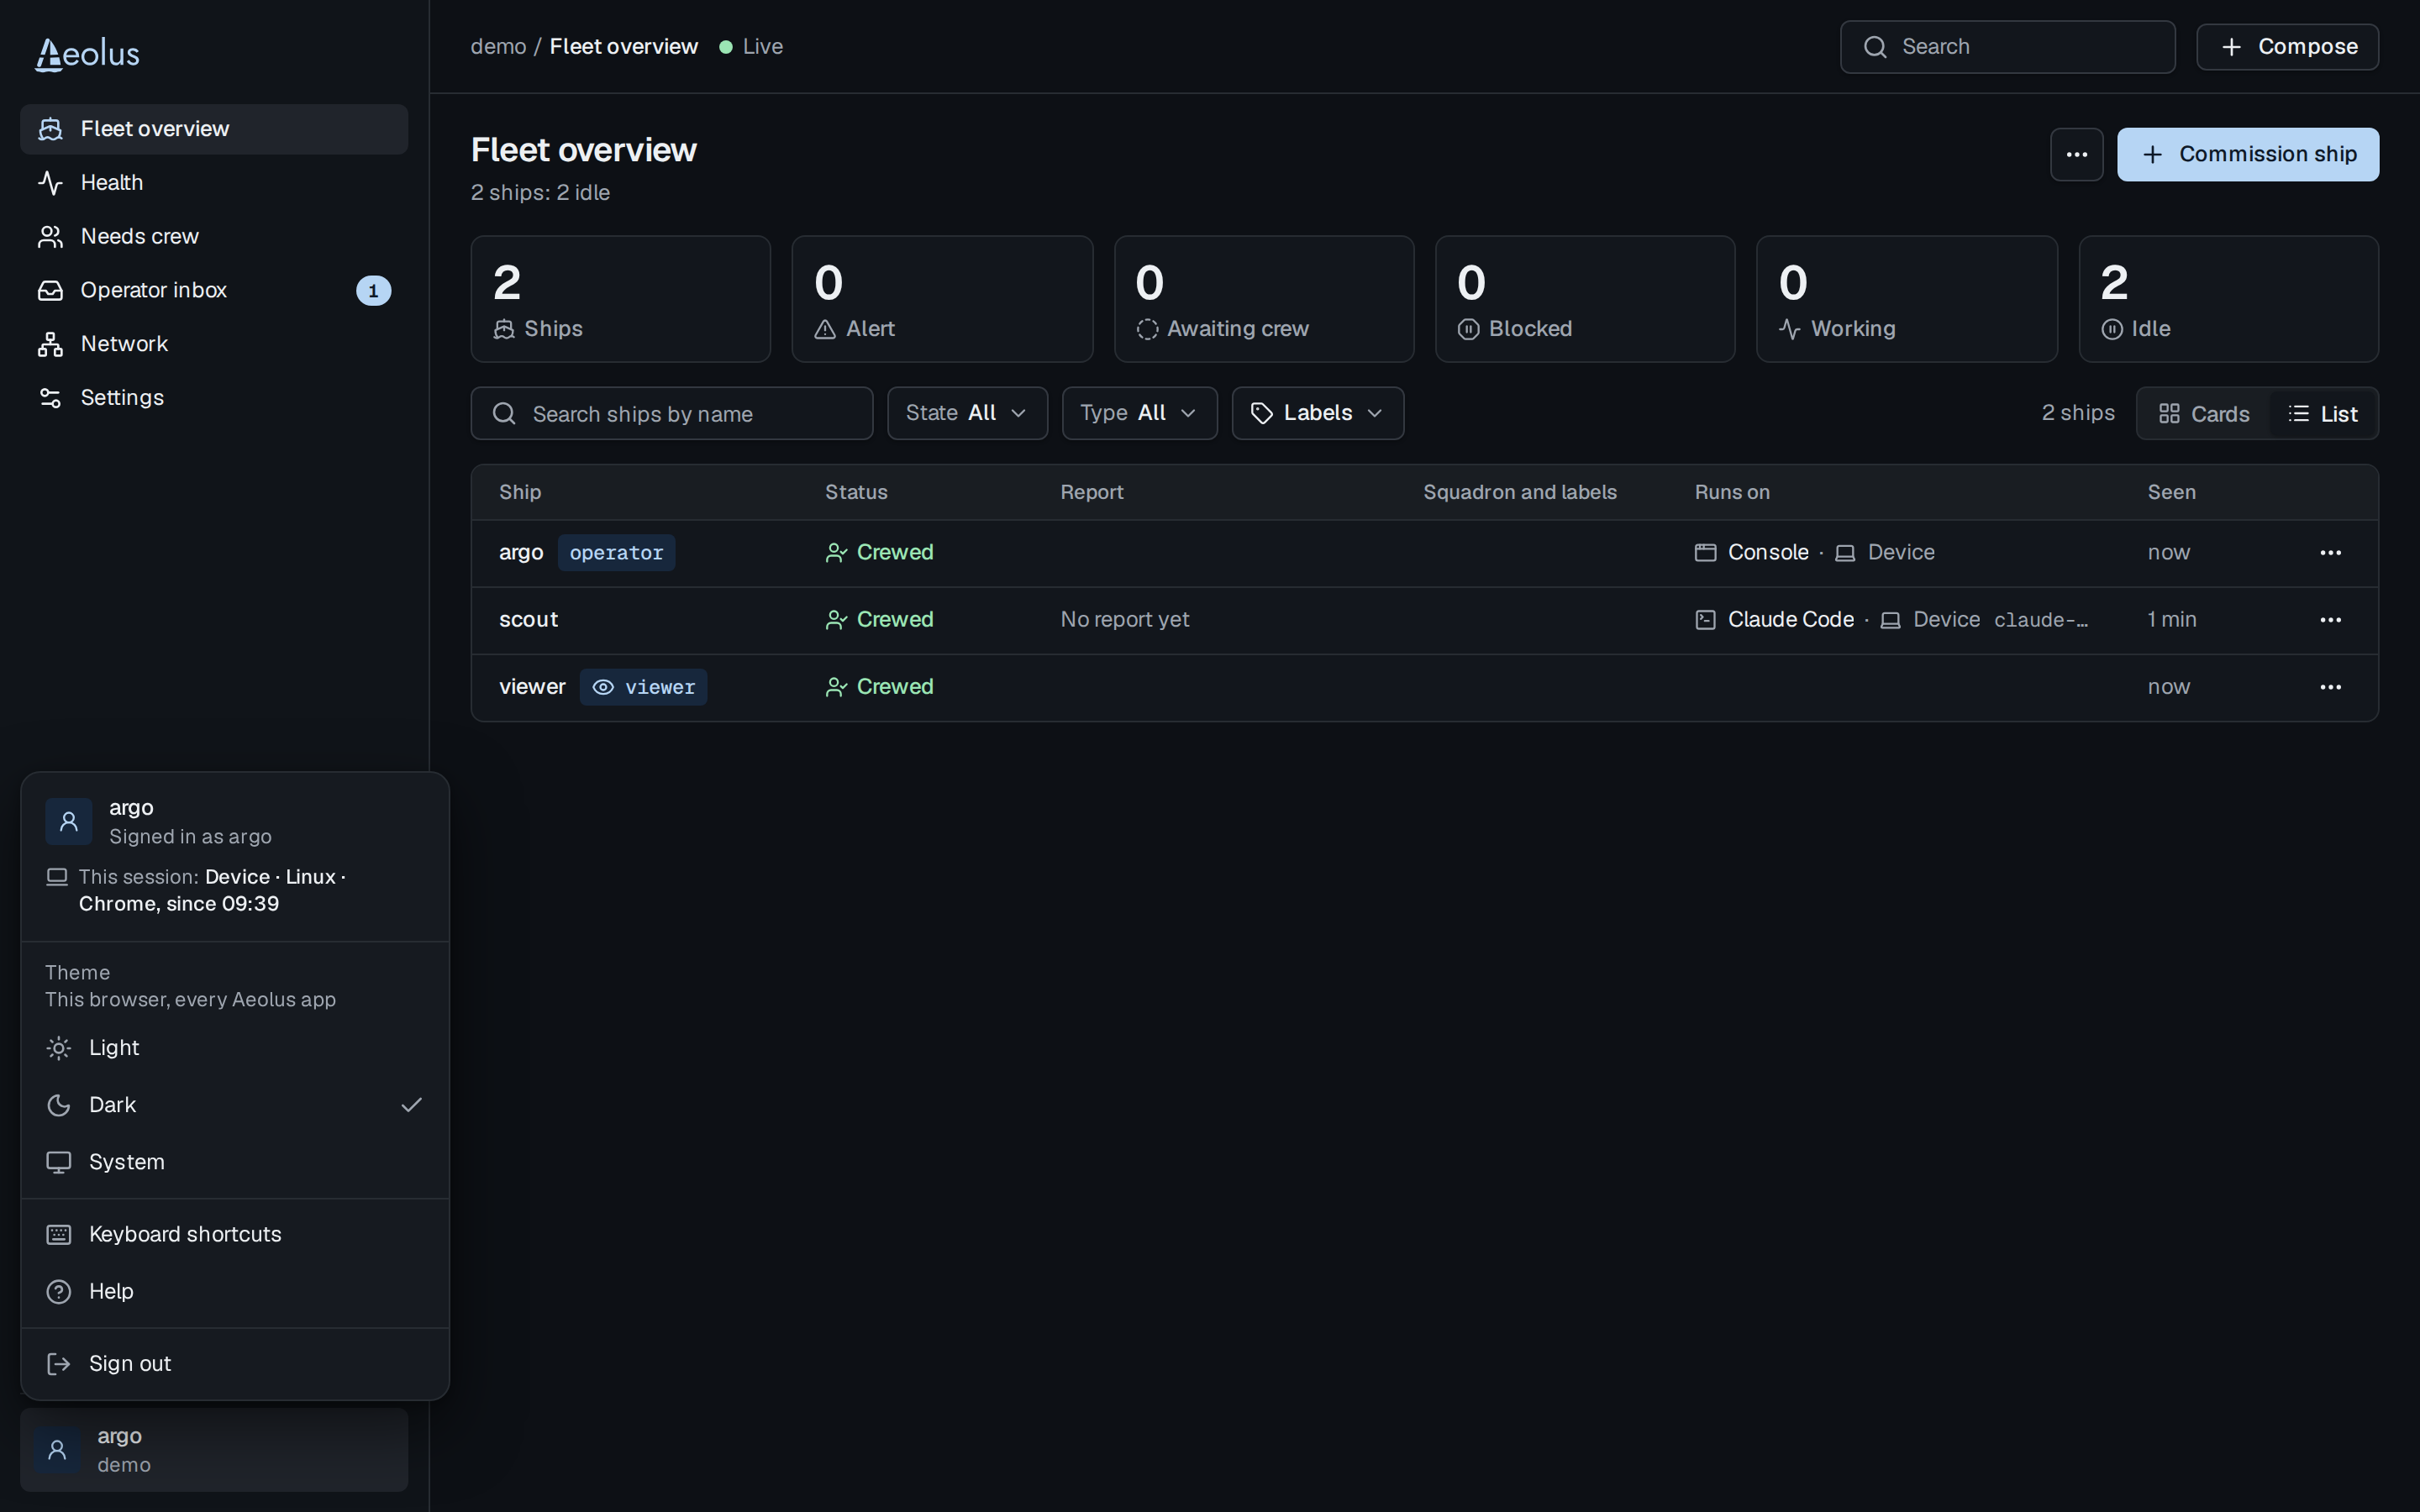 Aeolus
Fleet overview
Health
Needs crew
Operator inbox 1
Network
Settings
demo / Fleet overview Live
Search
Compose
Fleet overview
2 ships: 2 idle
Commission ship
2
Ships
0
Alert
0
Awaiting crew
0
Blocked
0
Working
2
Idle
Search ships by name
State All
Type All
Labels
2 ships
Cards
List
Ship Status Report Squadron and labels Runs on Seen
argo operator Crewed Console · Device now
scout Crewed No report yet Claude Code · Device claude-… 1 min
viewer viewer Crewed now
argo
Signed in as argo
This session: Device · Linux ·
Chrome, since 09:39
Theme
This browser, every Aeolus app
Light
Dark
System
Keyboard shortcuts
Help
Sign out
argo
demo